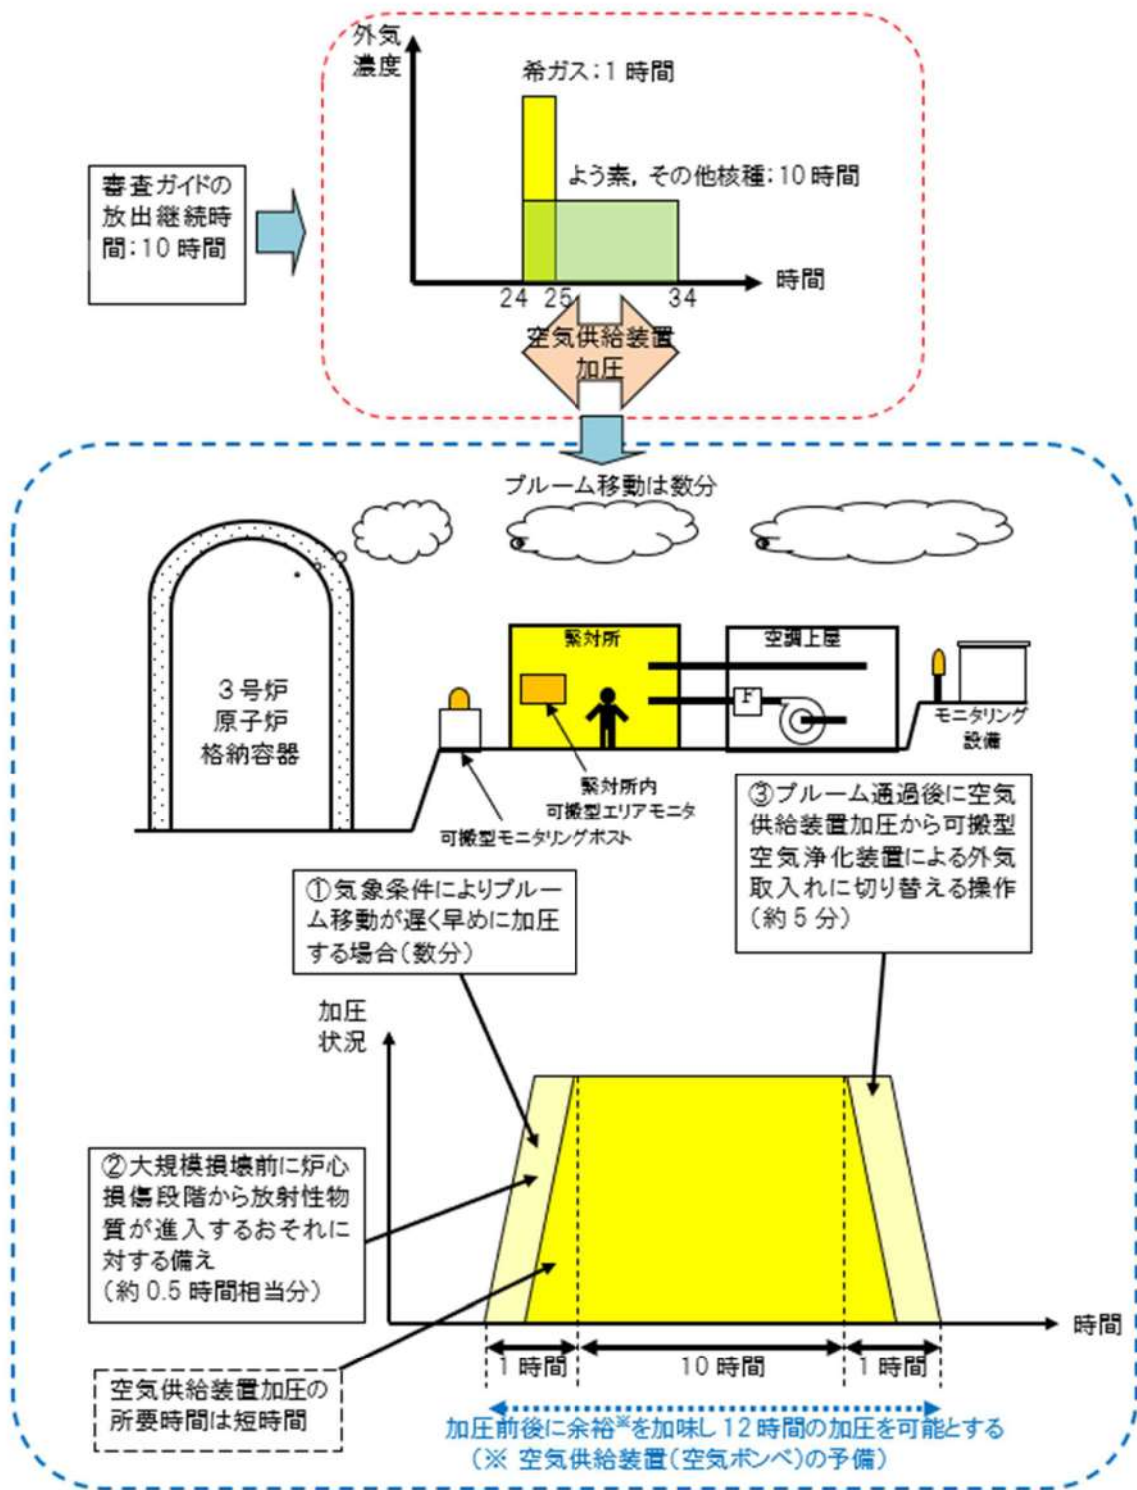 外気
濃度
希ガス：1 時間
よう素，その他核種：10 時間
審査ガイドの
放出継続時
間：10 時間
時間
24 25 34
空気供給装置
加圧
プルーム移動は数分
緊対所
空調上屋
F
3号炉
原子炉
格納容器
モニタリング
設備
緊対所内
可搬型エリアモニタ
可搬型モニタリングポスト
③プルーム通過後に空気
供給装置加圧から可搬型
空気浄化装置による外気
取入れに切り替える操作
（約 5 分）
①気象条件によりプルー
ム移動が遅く早めに加圧
する場合（数分）
加圧
状況
②大規模損壊前に炉心
損傷段階から放射性物
質が進入するおそれに
対する備え
（約 0.5 時間相当分）
時間
1 時間 10 時間 1 時間
空気供給装置加圧の
所要時間は短時間
加圧前後に余裕※を加味し 12 時間の加圧を可能とする
（※ 空気供給装置（空気ボンベ）の予備）